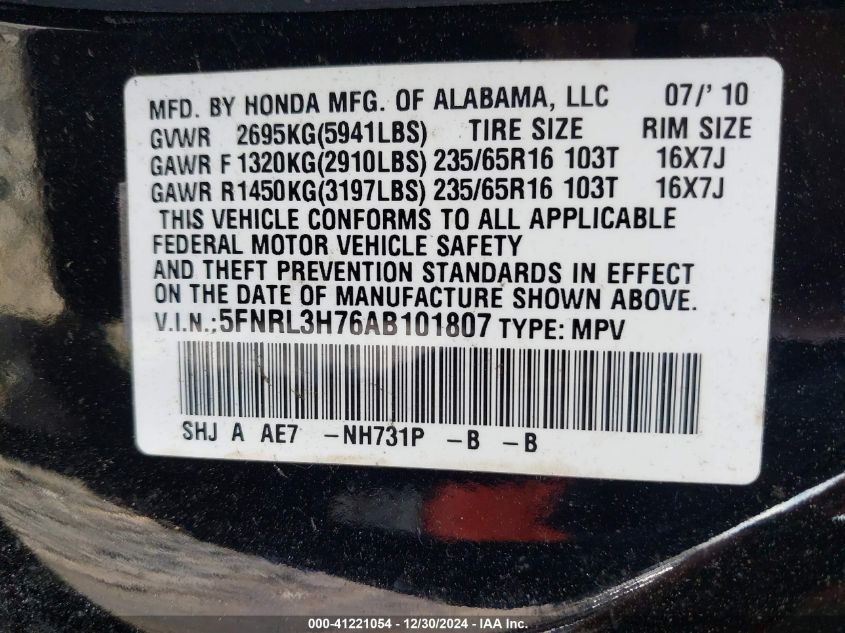 MFD. BY HONDA MFG. OF ALABAMA, LLC 07/' 10
GVWR 2695KG(5941LBS) TIRE SIZE RIM SIZE
GAWR F 1320KG(2910LBS) 235/65R16 103T 16X7J
GAWR R1450KG(3197LBS) 235/65R16 103T 16X7J
THIS VEHICLE CONFORMS TO ALL APPLICABLE
FEDERAL MOTOR VEHICLE SAFETY
AND THEFT PREVENTION STANDARDS IN EFFECT
ON THE DATE OF MANUFACTURE SHOWN ABOVE.
V.I.N.:5FNRL3H76AB101807 TYPE: MPV
SHJ A AE7 -NH731P -B -B
000-41221054 - 12/30/2024 - IAA Inc.